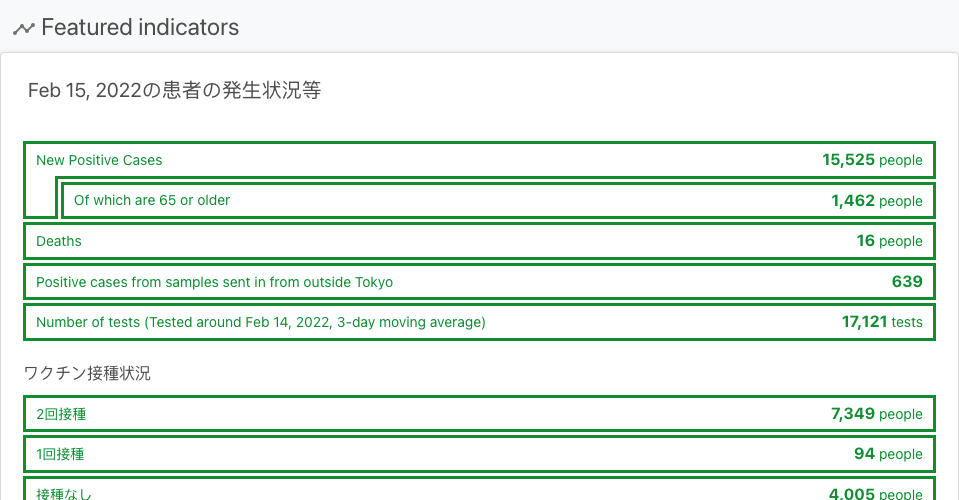 Featured indicators
Feb 15, 2022の患者の発生状況等
New Positive Cases 15,525 people
Of which are 65 or older 1,462 people
Deaths 16 people
Positive cases from samples sent in from outside Tokyo 639
Number of tests (Tested around Feb 14, 2022, 3-day moving average) 17,121 tests
ワクチン接種状況
2回接種 7,349 people
1回接種 94 people
接種なし 4,005 people